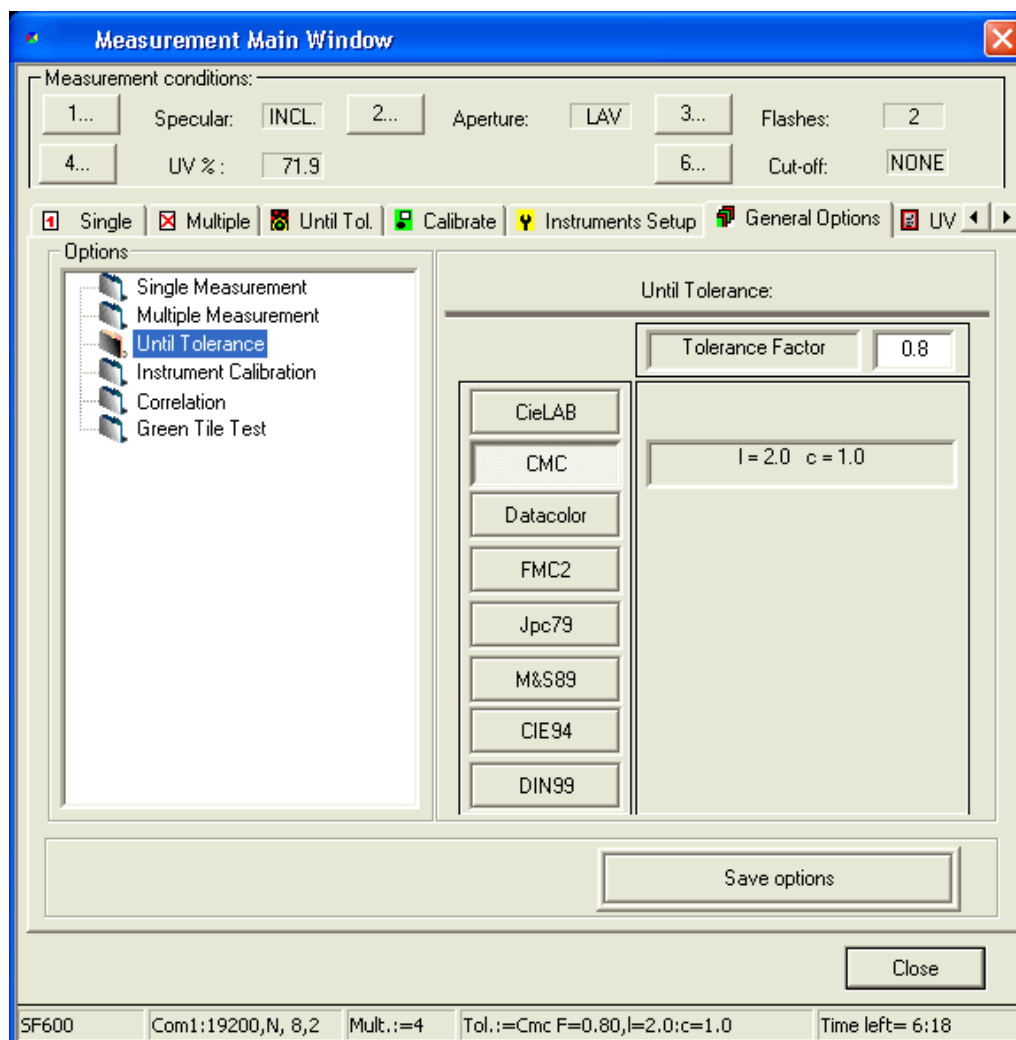 Measurement Main Window
Measurement conditions:
1... Specular: INCL. 2... Aperture: LAV 3... Flashes: 2
4... UV % : 71.9 6... Cut-off: NONE
Single Multiple Until Tol. Calibrate Instruments Setup General Options UV
Options
Single Measurement
Multiple Measurement
Until Tolerance
Instrument Calibration
Correlation
Green Tile Test
Until Tolerance:
Tolerance Factor 0.8
CieLAB
CMC l = 2.0 c = 1.0
Datacolor
FMC2
Jpc79
M&S89
CIE94
DIN99
Save options
Close
SF600 Com1:19200,N, 8,2 Mult.:=4 Tol.:=Cmc F=0.80,l=2.0:c=1.0 Time left= 6:18